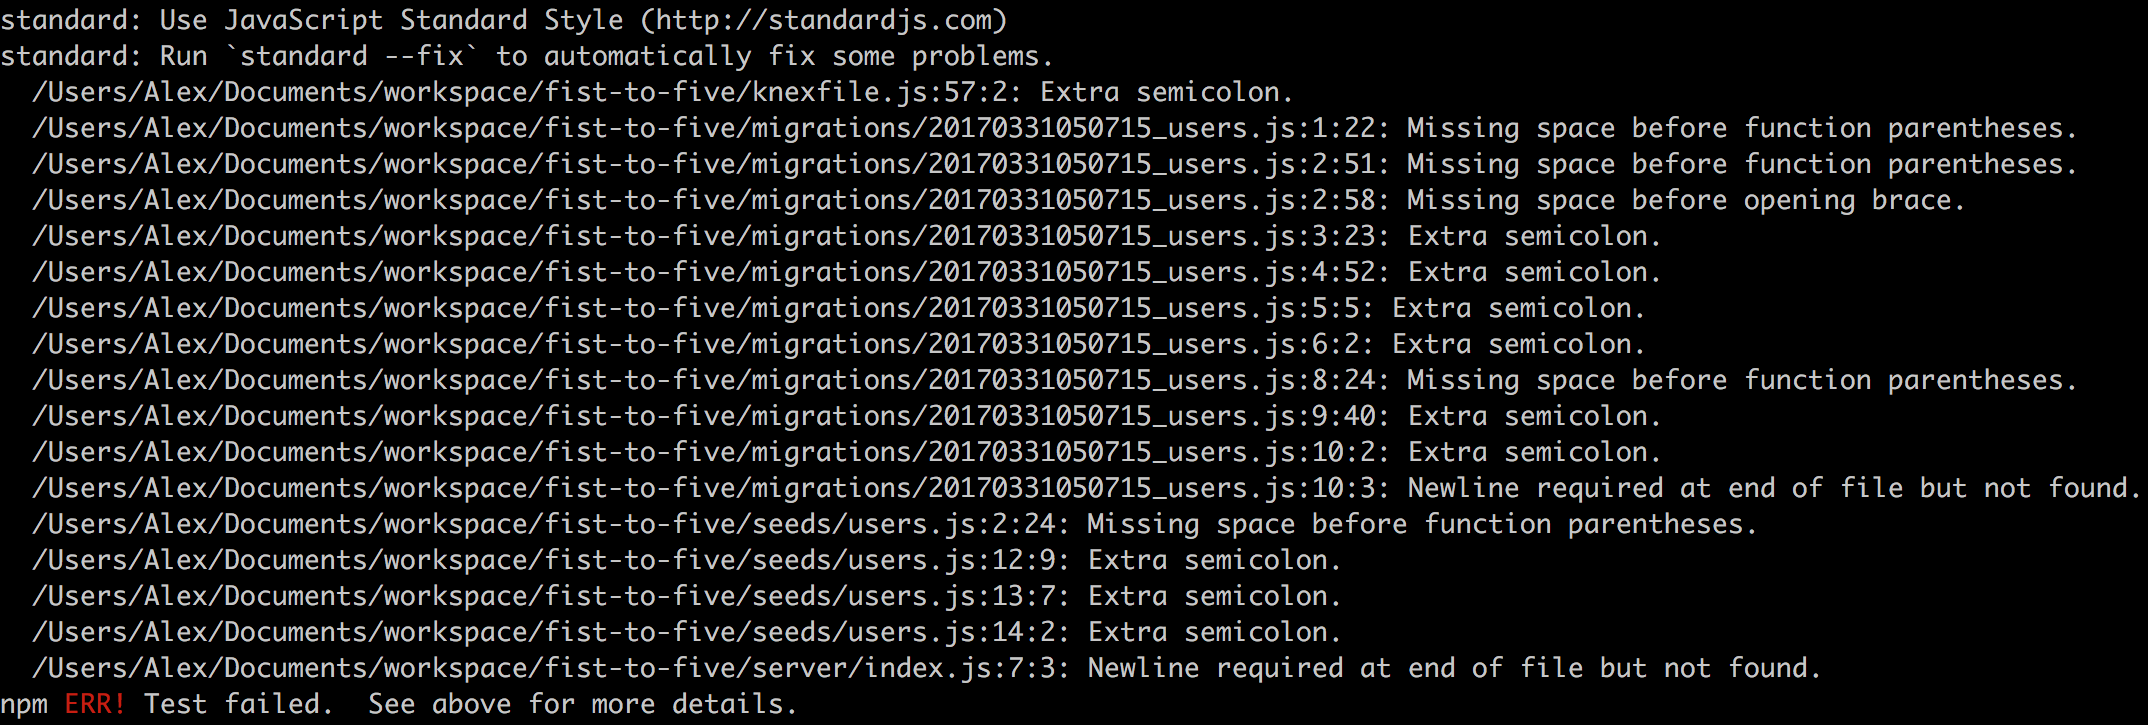 standard: Use JavaScript Standard Style (http://standardjs.com)
standard: Run `standard --fix` to automatically fix some problems.
  /Users/Alex/Documents/workspace/fist-to-five/knexfile.js:57:2: Extra semicolon.
  /Users/Alex/Documents/workspace/fist-to-five/migrations/20170331050715_users.js:1:22: Missing space before function parentheses.
  /Users/Alex/Documents/workspace/fist-to-five/migrations/20170331050715_users.js:2:51: Missing space before function parentheses.
  /Users/Alex/Documents/workspace/fist-to-five/migrations/20170331050715_users.js:2:58: Missing space before opening brace.
  /Users/Alex/Documents/workspace/fist-to-five/migrations/20170331050715_users.js:3:23: Extra semicolon.
  /Users/Alex/Documents/workspace/fist-to-five/migrations/20170331050715_users.js:4:52: Extra semicolon.
  /Users/Alex/Documents/workspace/fist-to-five/migrations/20170331050715_users.js:5:5: Extra semicolon.
  /Users/Alex/Documents/workspace/fist-to-five/migrations/20170331050715_users.js:6:2: Extra semicolon.
  /Users/Alex/Documents/workspace/fist-to-five/migrations/20170331050715_users.js:8:24: Missing space before function parentheses.
  /Users/Alex/Documents/workspace/fist-to-five/migrations/20170331050715_users.js:9:40: Extra semicolon.
  /Users/Alex/Documents/workspace/fist-to-five/migrations/20170331050715_users.js:10:2: Extra semicolon.
  /Users/Alex/Documents/workspace/fist-to-five/migrations/20170331050715_users.js:10:3: Newline required at end of file but not found.
  /Users/Alex/Documents/workspace/fist-to-five/seeds/users.js:2:24: Missing space before function parentheses.
  /Users/Alex/Documents/workspace/fist-to-five/seeds/users.js:12:9: Extra semicolon.
  /Users/Alex/Documents/workspace/fist-to-five/seeds/users.js:13:7: Extra semicolon.
  /Users/Alex/Documents/workspace/fist-to-five/seeds/users.js:14:2: Extra semicolon.
  /Users/Alex/Documents/workspace/fist-to-five/server/index.js:7:3: Newline required at end of file but not found.
npm ERR! Test failed.  See above for more details.